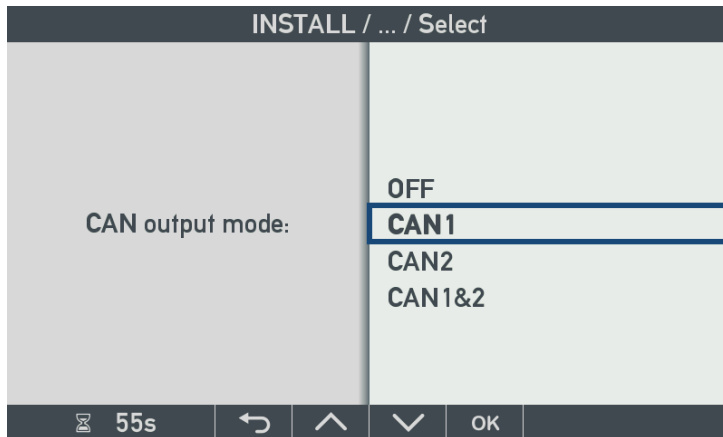 INSTALL / ... / Select
CAN output mode:
OFF
CAN1
CAN2
CAN1&2
55s
OK